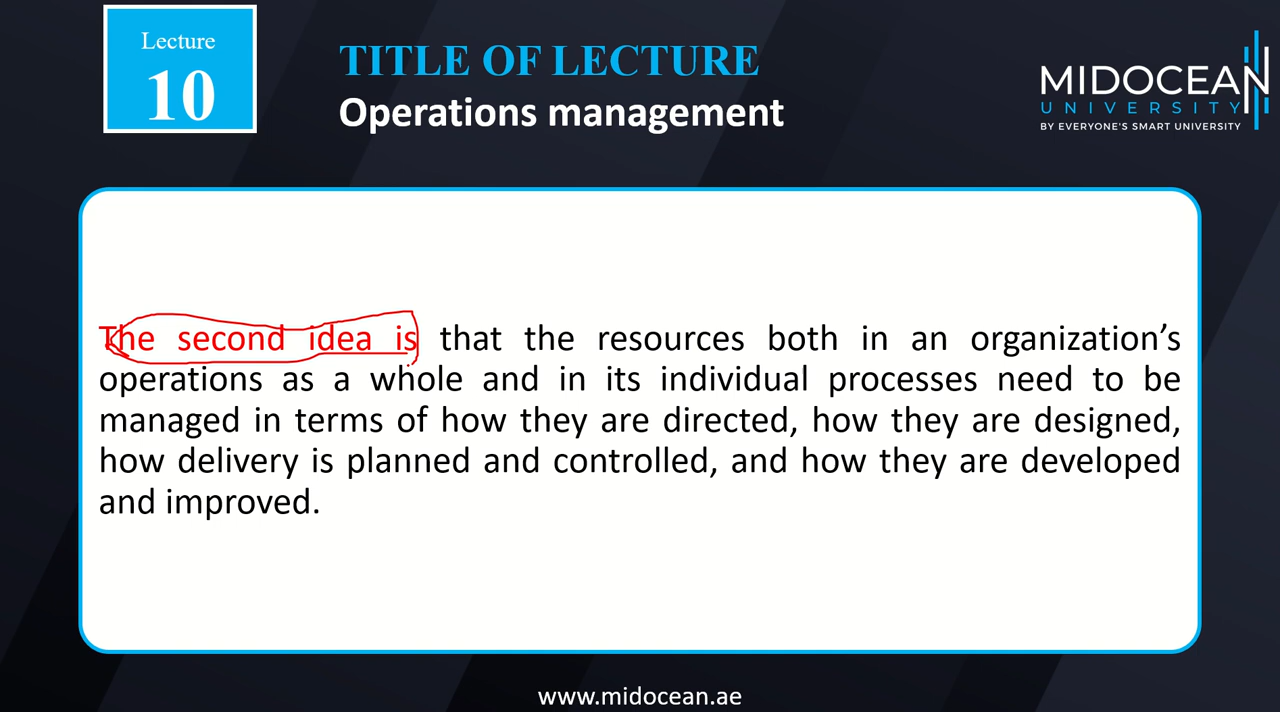 Lecture
10
TITLE OF LECTURE
Operations management
MIDOCEAN
UNIVERSITY
BY EVERYONE'S SMART UNIVERSITY
The second idea is that the resources both in an organization’s
operations as a whole and in its individual processes need to be
managed in terms of how they are directed, how they are designed,
how delivery is planned and controlled, and how they are developed
and improved.
www.midocean.ae